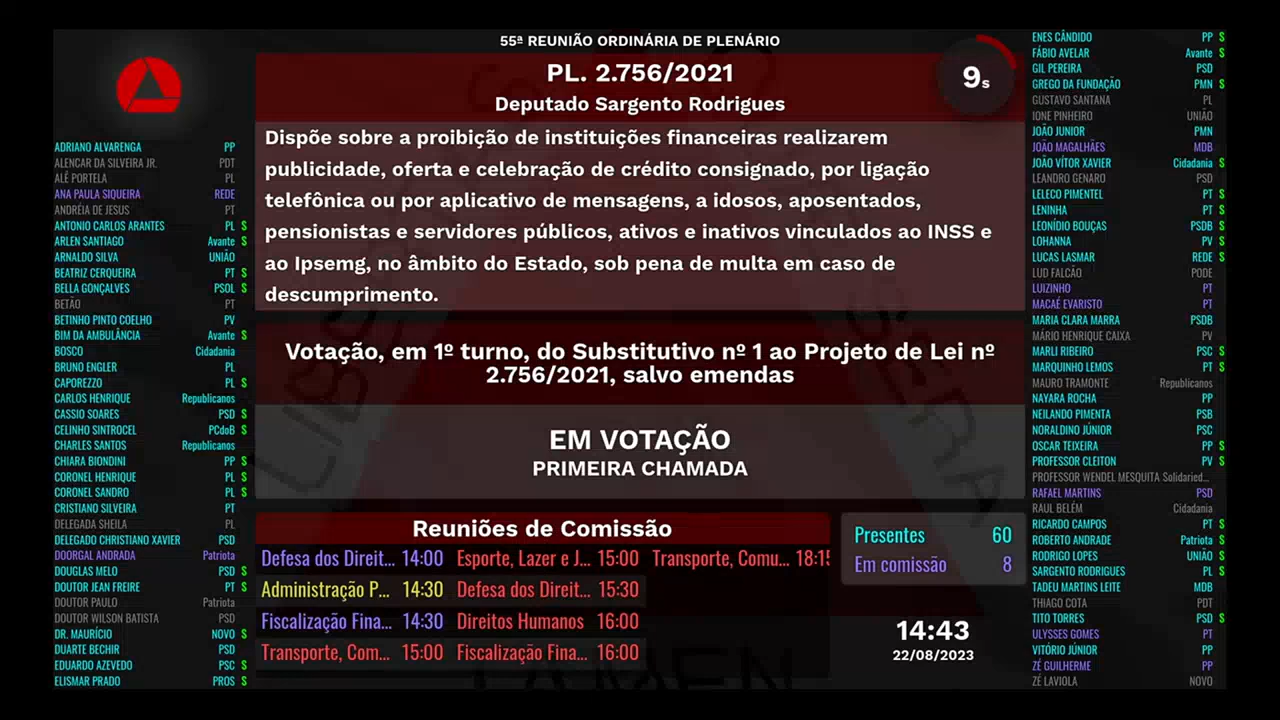 55ª REUNIÃO ORDINÁRIA DE PLENÁRIO
PL. 2.756/2021
Deputado Sargento Rodrigues
9s
Dispõe sobre a proibição de instituições financeiras realizarem
publicidade, oferta e celebração de crédito consignado, por ligação
telefônica ou por aplicativo de mensagens, a idosos, aposentados,
pensionistas e servidores públicos, ativos e inativos vinculados ao INSS e
ao Ipsemg, no âmbito do Estado, sob pena de multa em caso de
descumprimento.
Votação, em 1º turno, do Substitutivo nº 1 ao Projeto de Lei nº
2.756/2021, salvo emendas
EM VOTAÇÃO
PRIMEIRA CHAMADA
Reuniões de Comissão
Defesa dos Direit... 14:00 Esporte, Lazer e J... 15:00 Transporte, Comu... 18:15
Administração P... 14:30 Defesa dos Direit... 15:30
Fiscalização Fina... 14:30 Direitos Humanos 16:00
Transporte, Com... 15:00 Fiscalização Fina... 16:00
Presentes 60
Em comissão 8
14:43
22/08/2023
ADRIANO ALVARENGA PP
ALENCAR DA SILVEIRA JR. PDT
ALÊ PORTELA PL
ANA PAULA SIQUEIRA REDE
ANDRÉIA DE JESUS PT
ANTONIO CARLOS ARANTES PL S
ARLEN SANTIAGO Avante S
ARNALDO SILVA UNIÃO
BEATRIZ CERQUEIRA PT S
BELLA GONÇALVES PSOL S
BETÃO PT
BETINHO PINTO COELHO PV
BIM DA AMBULÂNCIA Avante S
BOSCO Cidadania
BRUNO ENGLER PL
CAPOREZZO PL S
CARLOS HENRIQUE Republicanos
CASSIO SOARES PSD S
CELINHO SINTROCEL PCdoB S
CHARLES SANTOS Republicanos
CHIARA BIONDINI PP S
CORONEL HENRIQUE PL S
CORONEL SANDRO PL S
CRISTIANO SILVEIRA PT
DELEGADA SHEILA PL
DELEGADO CHRISTIANO XAVIER PSD
DOORGAL ANDRADA Patriota
DOUGLAS MELO PSD S
DOUTOR JEAN FREIRE PT S
DOUTOR PAULO Patriota
DOUTOR WILSON BATISTA PSD
DR. MAURÍCIO NOVO S
DUARTE BECHIR PSD
EDUARDO AZEVEDO PSC S
ELISMAR PRADO PROS S
ENES CÂNDIDO PP S
FÁBIO AVELAR Avante S
GIL PEREIRA PSD
GREGO DA FUNDAÇÃO PMN S
GUSTAVO SANTANA PL
IONE PINHEIRO UNIÃO
JOÃO JUNIOR PMN
JOÃO MAGALHÃES MDB
JOÃO VÍTOR XAVIER Cidadania S
LEANDRO GENARO PSD
LELECO PIMENTEL PT S
LENINHA PT S
LEONÍDIO BOUÇAS PSDB S
LOHANNA PV S
LUCAS LASMAR REDE S
LUD FALCÃO PODE
LUIZINHO PT
MACAÉ EVARISTO PT
MARIA CLARA MARRA PSDB
MÁRIO HENRIQUE CAIXA PV
MARLI RIBEIRO PSC S
MARQUINHO LEMOS PT S
MAURO TRAMONTE Republicanos
NAYARA ROCHA PP
NEILANDO PIMENTA PSB
NORALDINO JÚNIOR PSC
OSCAR TEIXEIRA PP S
PROFESSOR CLEITON PV S
PROFESSOR WENDEL MESQUITA Solidaried...
RAFAEL MARTINS PSD
RAUL BELÉM Cidadania
RICARDO CAMPOS PT S
ROBERTO ANDRADE Patriota S
RODRIGO LOPES UNIÃO S
SARGENTO RODRIGUES PL S
TADEU MARTINS LEITE MDB
THIAGO COTA PDT
TITO TORRES PSD S
ULYSSES GOMES PT
VITÓRIO JÚNIOR PP
ZÉ GUILHERME PP
ZÉ LAVIOLA NOVO